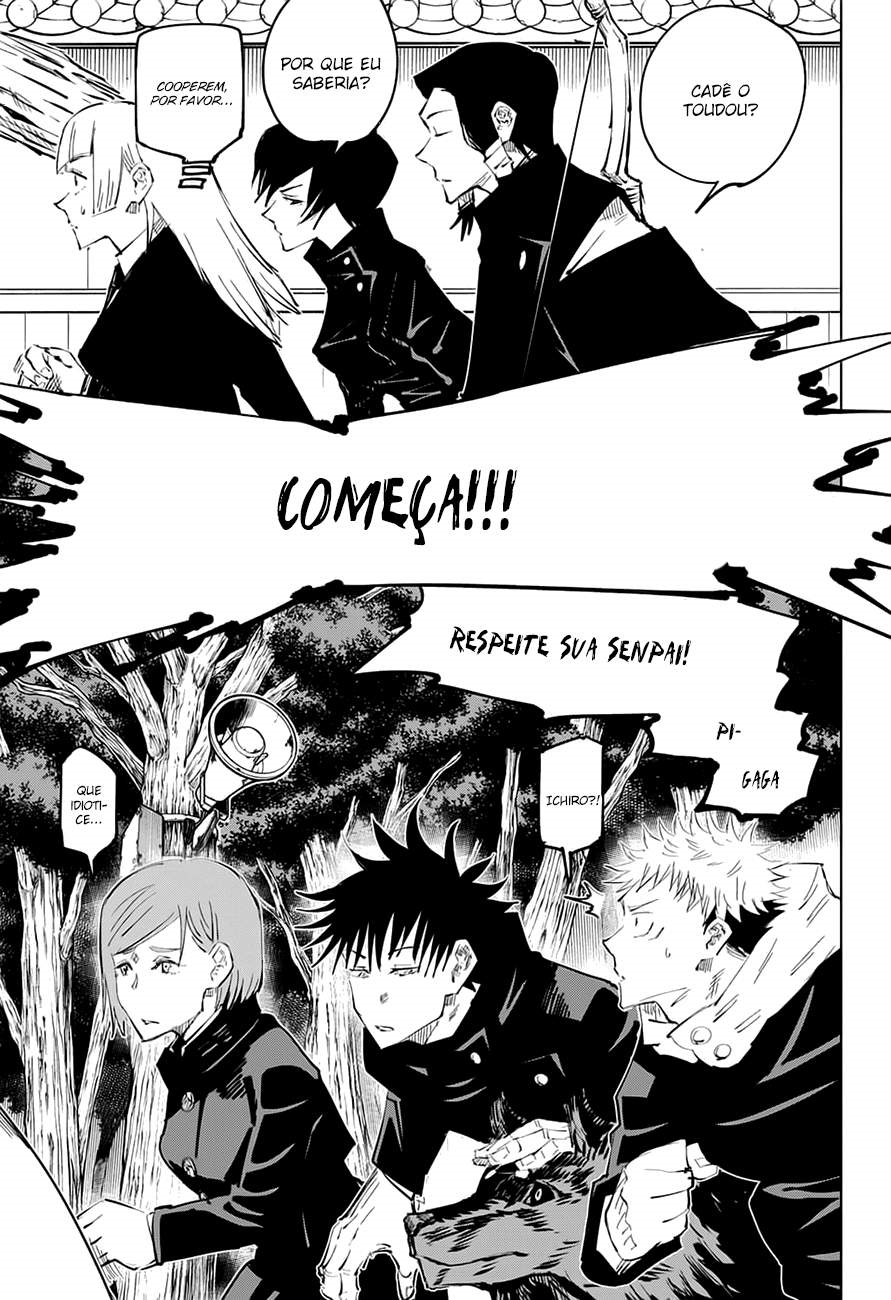 CADÊ O
TOUDOU?
POR QUE EU
SABERIA?
COOPEREM,
POR FAVOR...
COMEÇA!!!
RESPEITE SUA SENPAI!
PI-
GAGA
ICHIRO?!
QUE
IDIOTI-
CE...